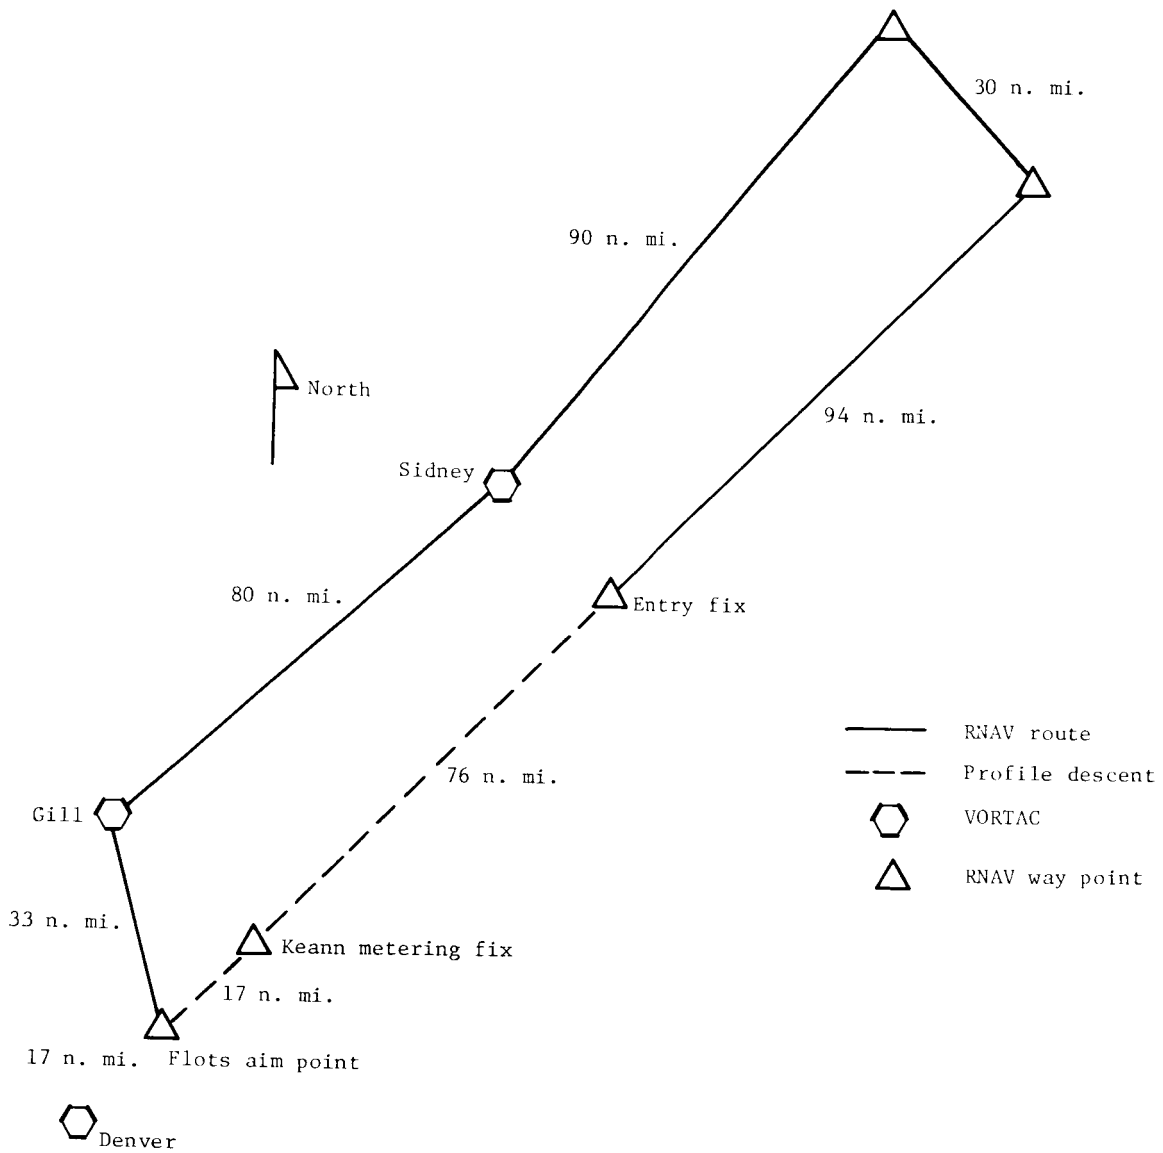 30 n. mi.
90 n. mi.
North
94 n. mi.
Sidney
80 n. mi.
Entry fix
RNAV route
76 n. mi.
Profile descent
Gill
VORTAC
RNAV way point
33 n. mi.
Keann metering fix
17 n. mi.
17 n. mi. Flots aim point
Denver